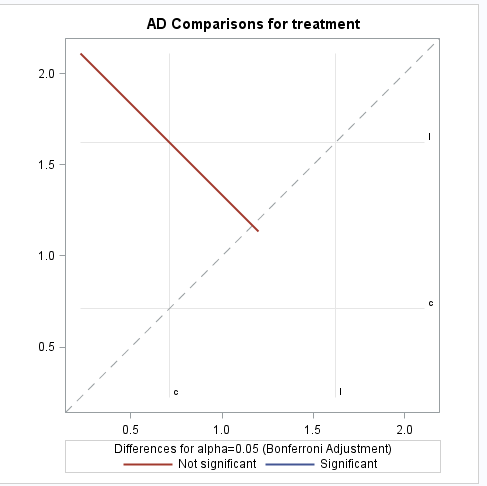 AD Comparisons for treatment
2.0
1.5
1.0
0.5
l
c
c
l
0.5 1.0 1.5 2.0
Differences for alpha=0.05 (Bonferroni Adjustment)
Not significant Significant